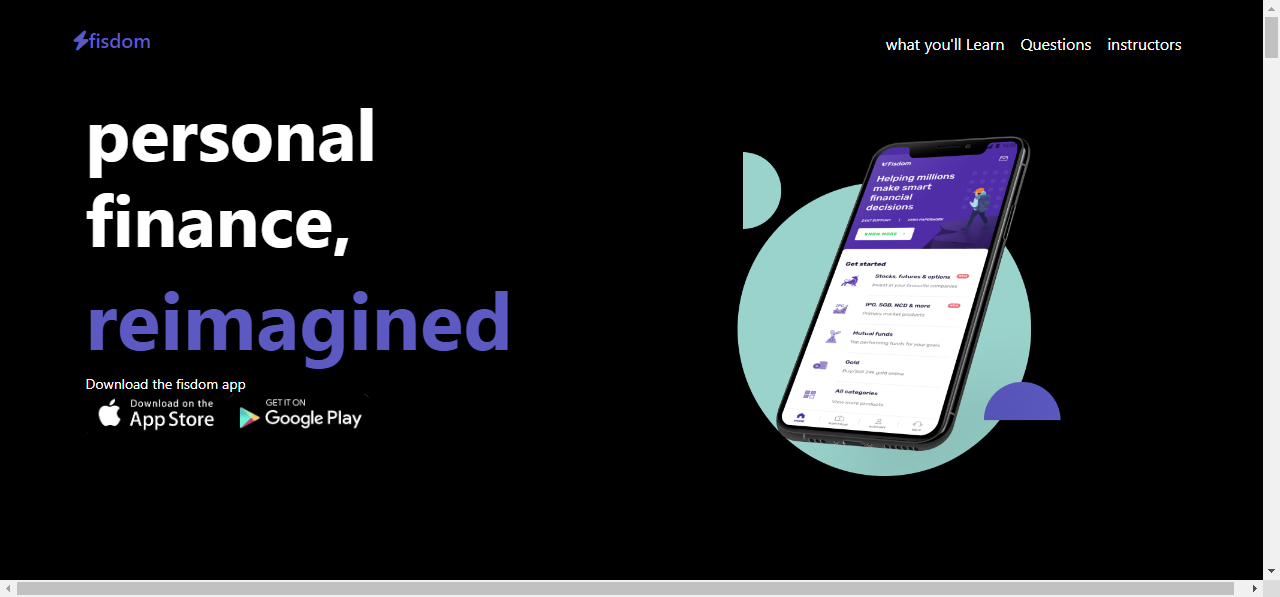 fisdom
what you'll Learn
Questions
instructors
personal
finance,
reimagined
Download the fisdom app
Download on the
App Store
GET IT ON
Google Play
Fisdom
Helping millions
make smart
financial
decisions
KNOW MORE
Get started
Stocks, futures & options
Invest in your favourite companies
IPO, SGB, NCD & more
Primary market products
Mutual funds
Top performing funds for your goals
Gold
Buy/Sell 24k gold online
All categories
View more products